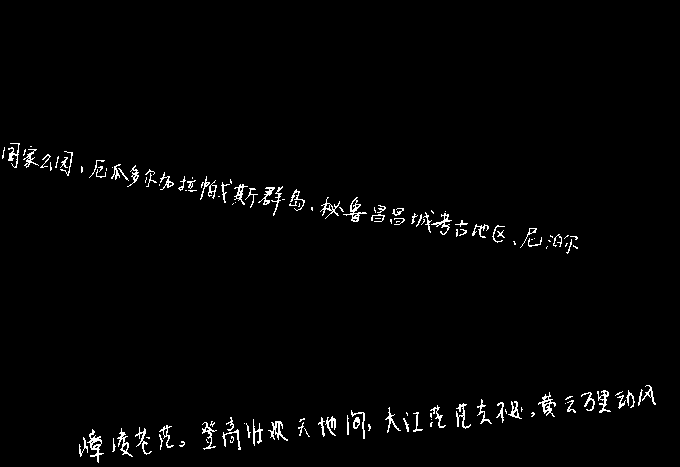 国家公园、厄瓜多尔加拉帕戈斯群岛、秘鲁昌昌城考古地区、尼泊尔
嶂凌苍茫。登高壮观天地间,大江茫茫去不还,黄云万里动风